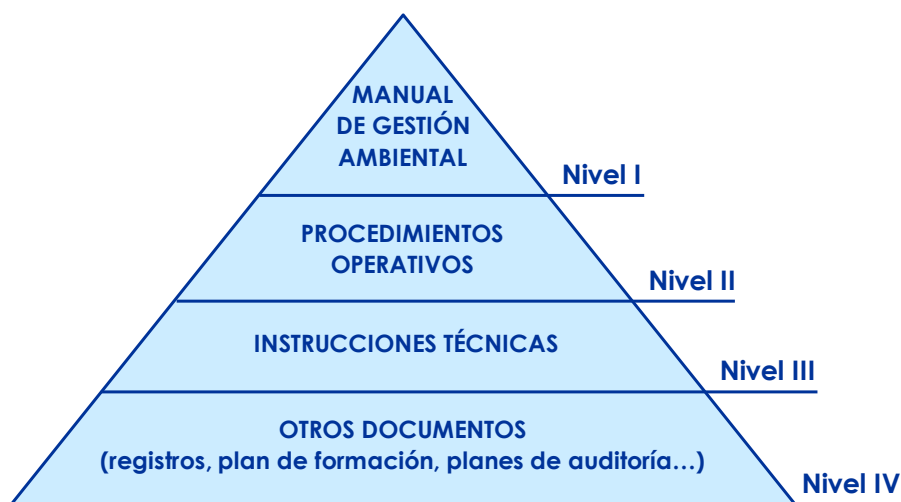 MANUAL
DE GESTIÓN
AMBIENTAL
Nivel I
PROCEDIMIENTOS
OPERATIVOS
Nivel II
INSTRUCCIONES TÉCNICAS
Nivel III
OTROS DOCUMENTOS
(registros, plan de formación, planes de auditoría…)
Nivel IV